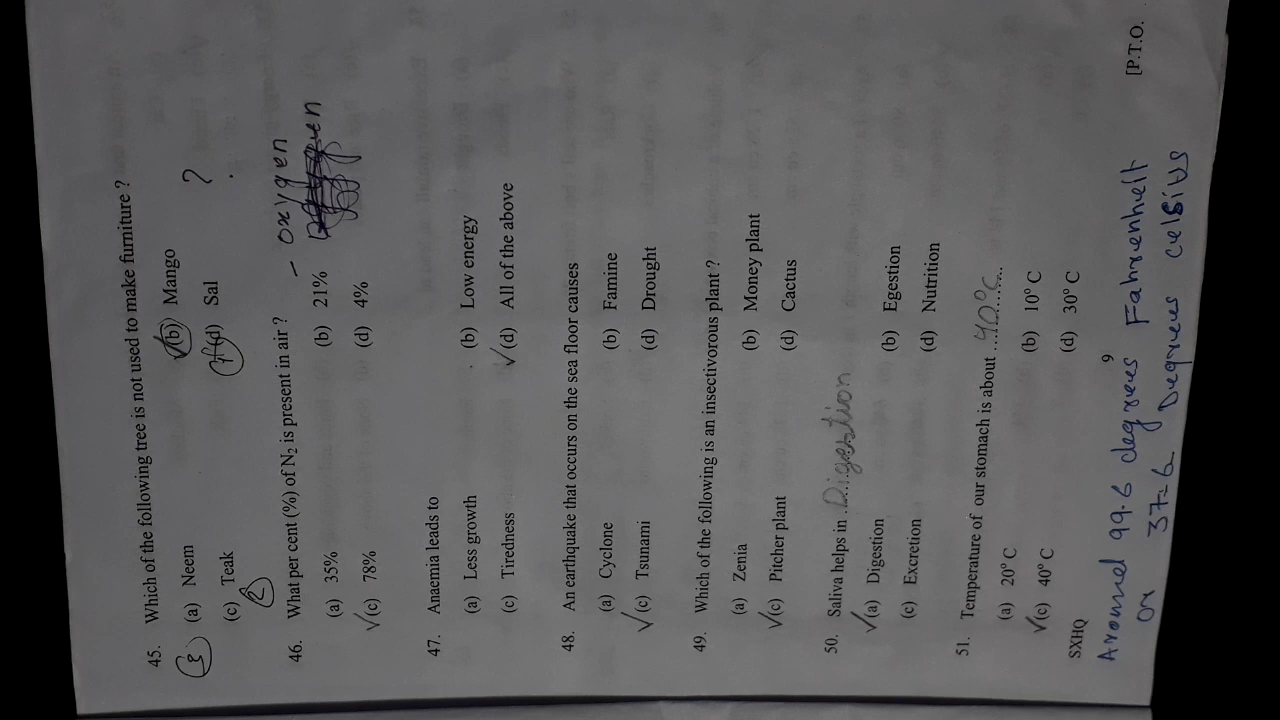 45. Which of the following tree is not used to make furniture ?
(a) Neem (b) Mango
(c) Teak (d) Sal ?
46. What per cent (%) of N₂ is present in air ?
(a) 35% (b) 21% - oxygen
(c) 78% (d) 4%
47. Anaemia leads to
(a) Less growth (b) Low energy
(c) Tiredness (d) All of the above
48. An earthquake that occurs on the sea floor causes
(a) Cyclone (b) Famine
(c) Tsunami (d) Drought
49. Which of the following is an insectivorous plant ?
(a) Zenia (b) Money plant
(c) Pitcher plant (d) Cactus
50. Saliva helps in Digestion
(a) Digestion (b) Egestion
(c) Excretion (d) Nutrition
51. Temperature of our stomach is about 40°C
(a) 20° C (b) 10° C
(c) 40° C (d) 30° C
SXHQ 9 [P.T.O.
Around 99.6 degrees Fahrenhelt
or 37=6 Degrees celsius